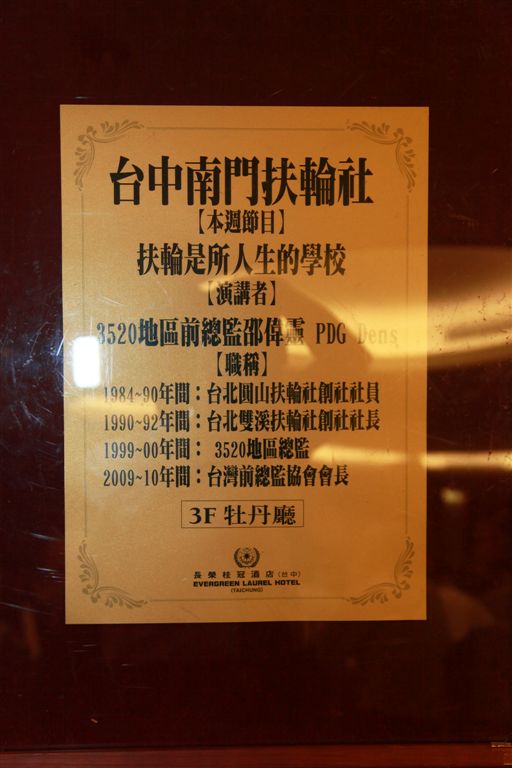 台中南門扶輪社
【本週節目】
扶輪是所人生的學校
【演講者】
3520地區前總監邵偉靈 PDG Dens
【職稱】
1984~90年間：台北圓山扶輪社創社社員
1990~92年間：台北雙溪扶輪社創社社長
1999~00年間： 3520地區總監
2009~10年間：台灣前總監協會會長
3F 牡丹廳
長榮桂冠酒店（台中）
EVERGREEN LAUREL HOTEL
(TAICHUNG)